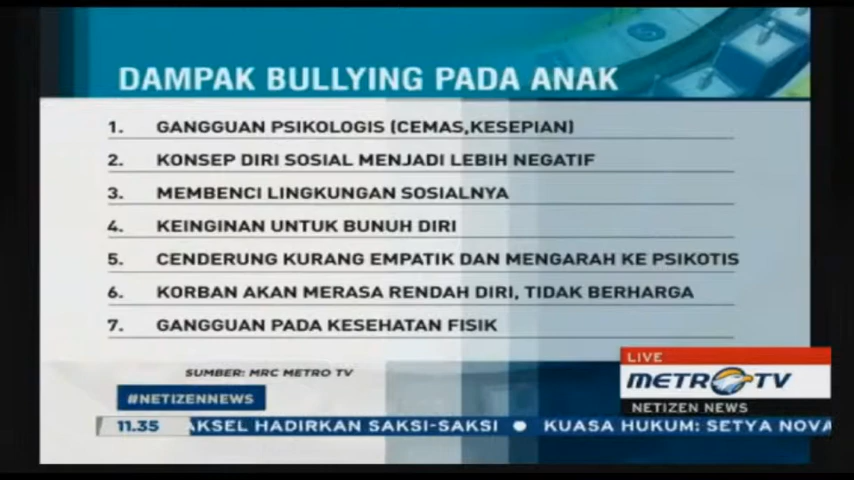 DAMPAK BULLYING PADA ANAK
1. GANGGUAN PSIKOLOGIS (CEMAS,KESEPIAN)
2. KONSEP DIRI SOSIAL MENJADI LEBIH NEGATIF
3. MEMBENCI LINGKUNGAN SOSIALNYA
4. KEINGINAN UNTUK BUNUH DIRI
5. CENDERUNG KURANG EMPATIK DAN MENGARAH KE PSIKOTIS
6. KORBAN AKAN MERASA RENDAH DIRI, TIDAK BERHARGA
7. GANGGUAN PADA KESEHATAN FISIK
SUMBER: MRC METRO TV
#NETIZENNEWS
LIVE
METRO TV
NETIZEN NEWS
11.35 AKSEL HADIRKAN SAKSI-SAKSI ● KUASA HUKUM: SETYA NOVA